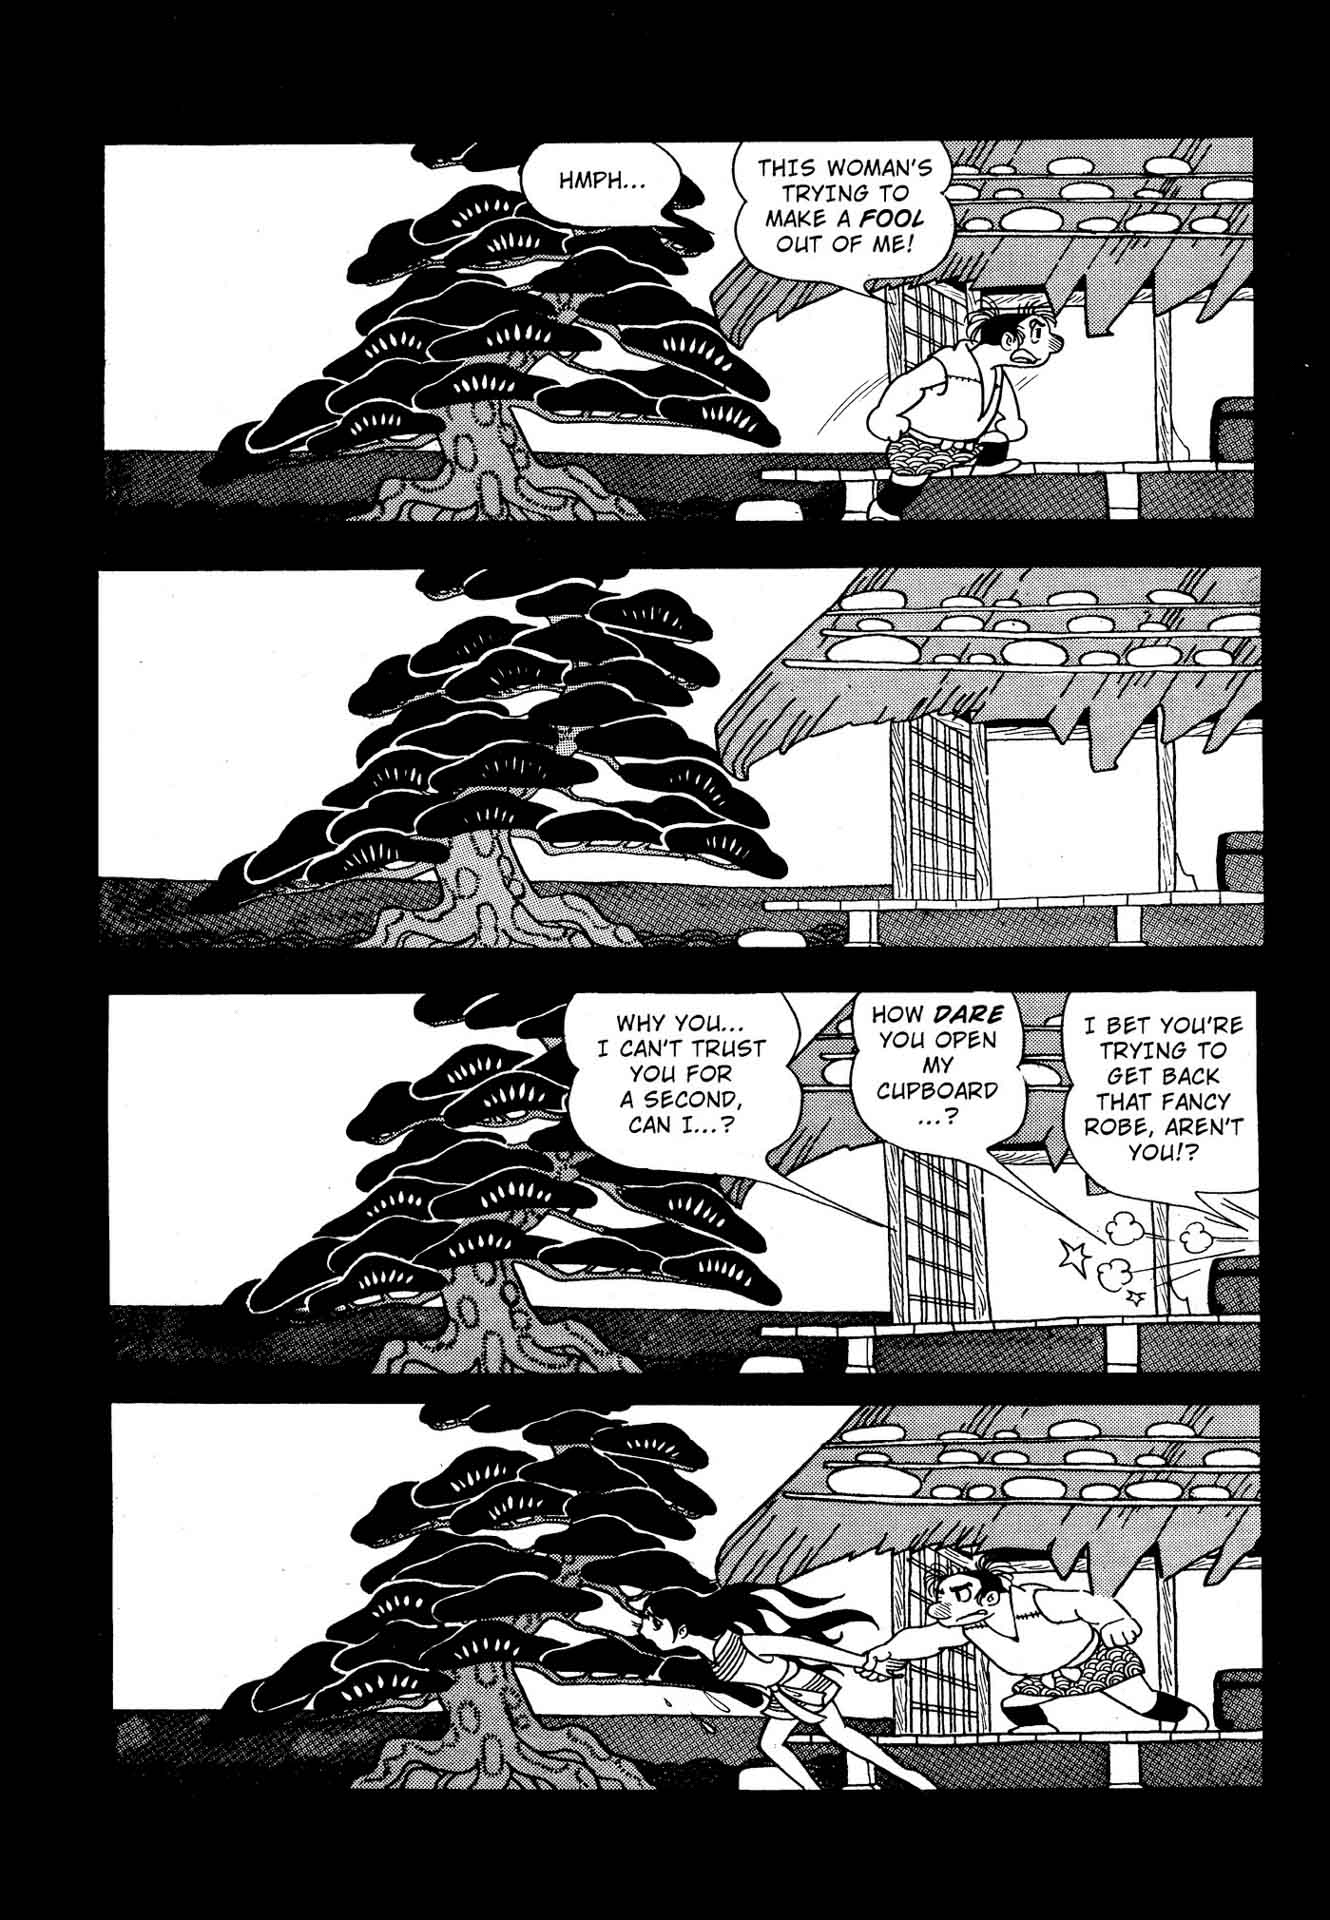 HMPH...
THIS WOMAN'S
TRYING TO
MAKE A FOOL
OUT OF ME!
WHY YOU...
I CAN'T TRUST
YOU FOR
A SECOND,
CAN I...?
HOW DARE
YOU OPEN
MY
CUPBOARD
...?
I BET YOU'RE
TRYING TO
GET BACK
THAT FANCY
ROBE, AREN'T
YOU!?